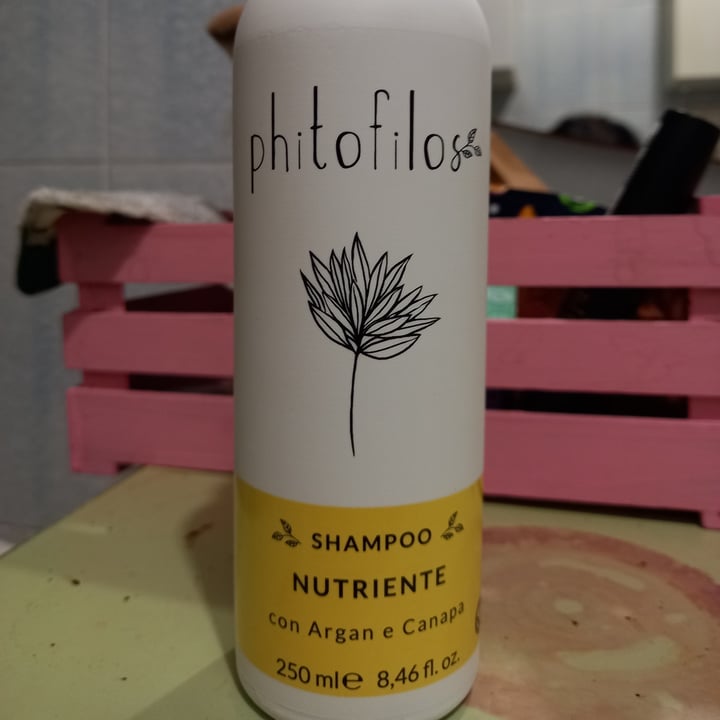 phitofilos
SHAMPOO
NUTRIENTE
con Argan e Canapa
250 ml℮ 8,46 fl. oz.